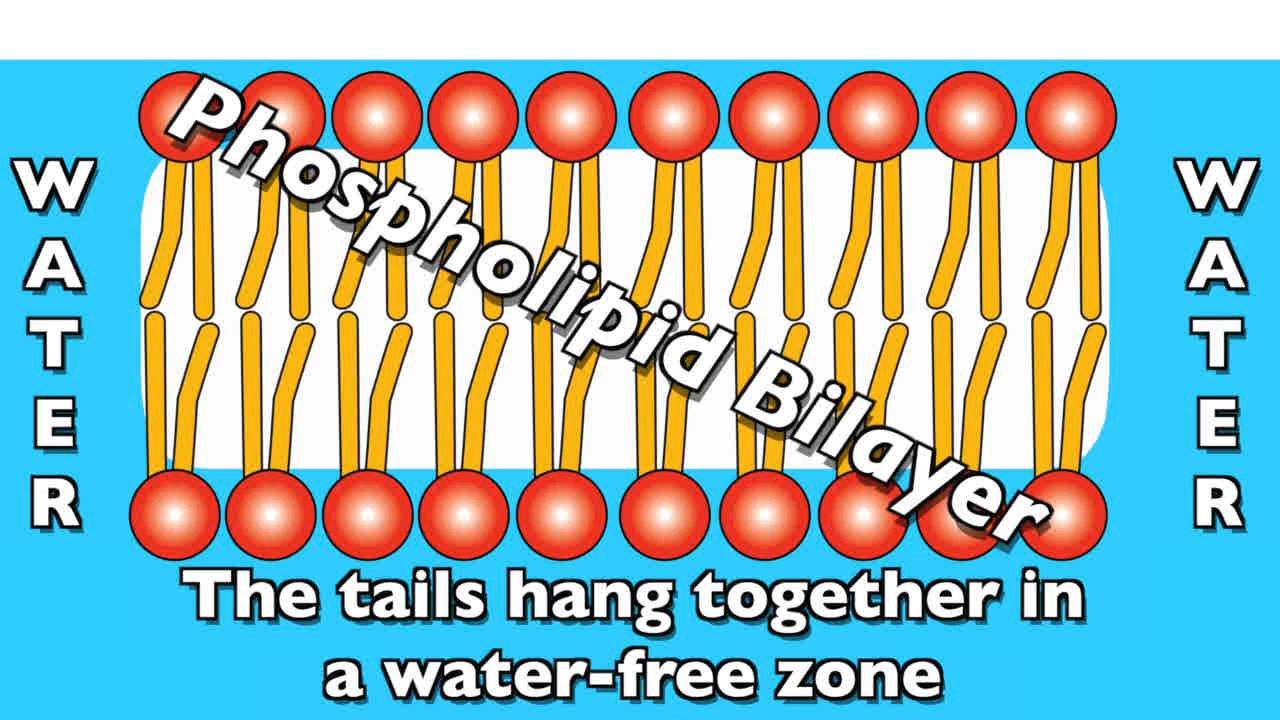 Phospholipid Bilayer
WATER
WATER
The tails hang together in
a water-free zone